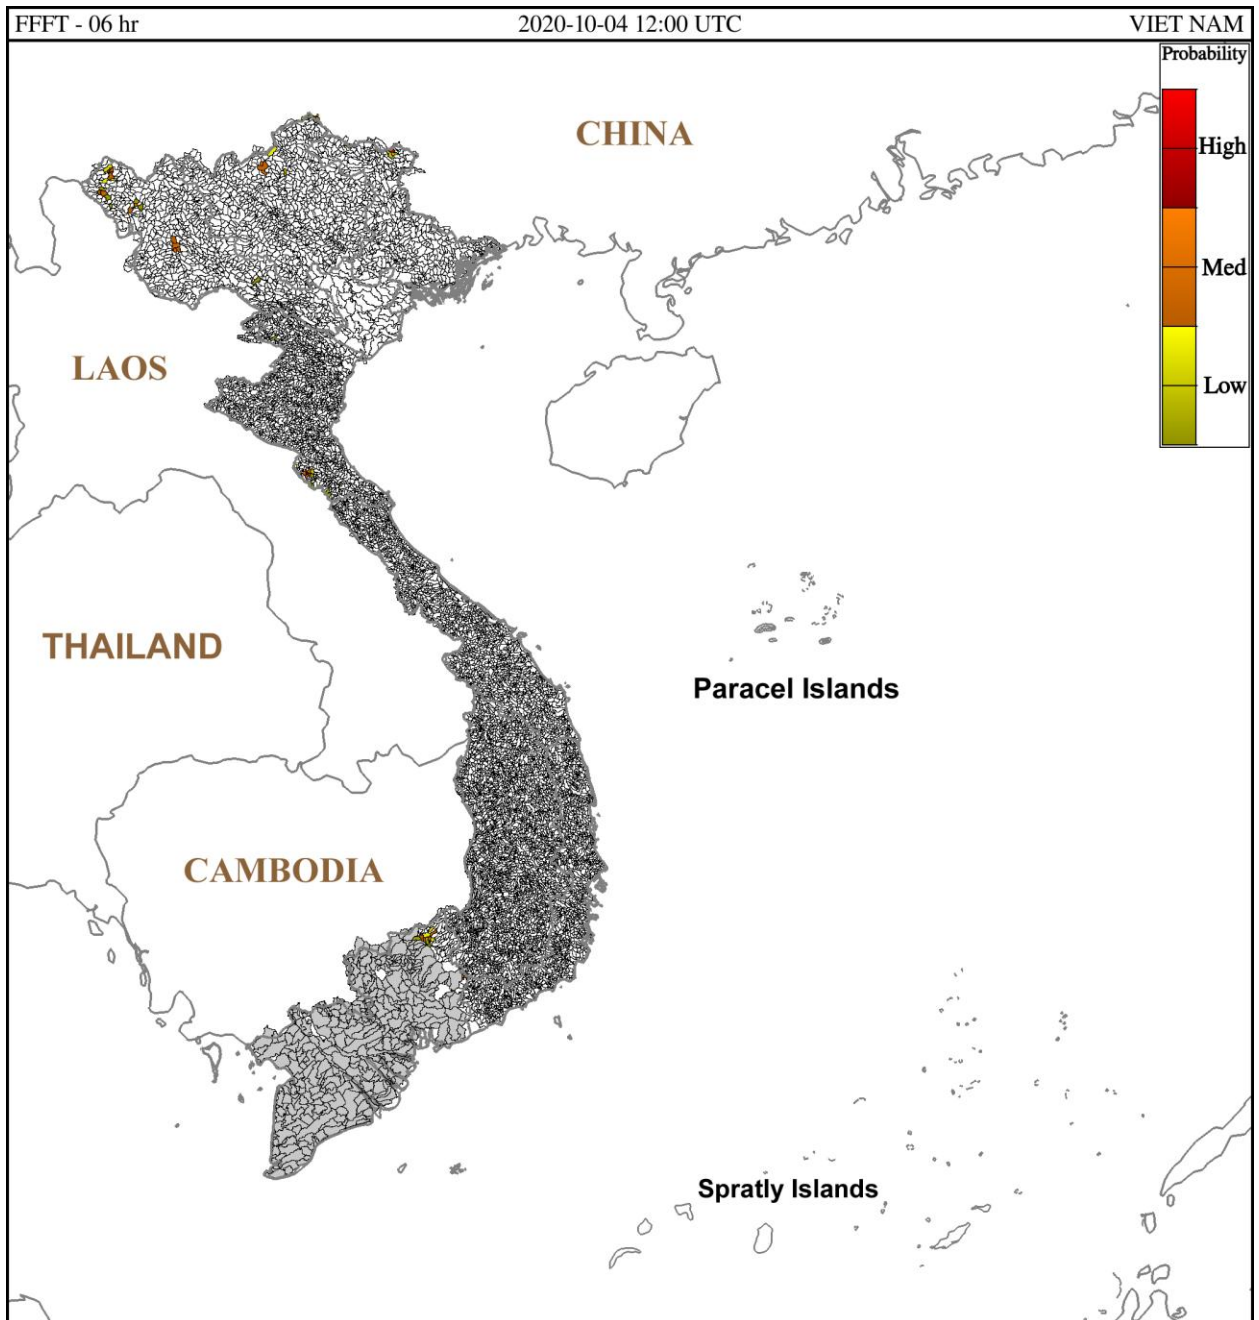 FFFT - 06 hr 2020-10-04 12:00 UTC VIET NAM
Probability
CHINA
High
Med
LAOS
Low
THAILAND
Paracel Islands
CAMBODIA
Spratly Islands